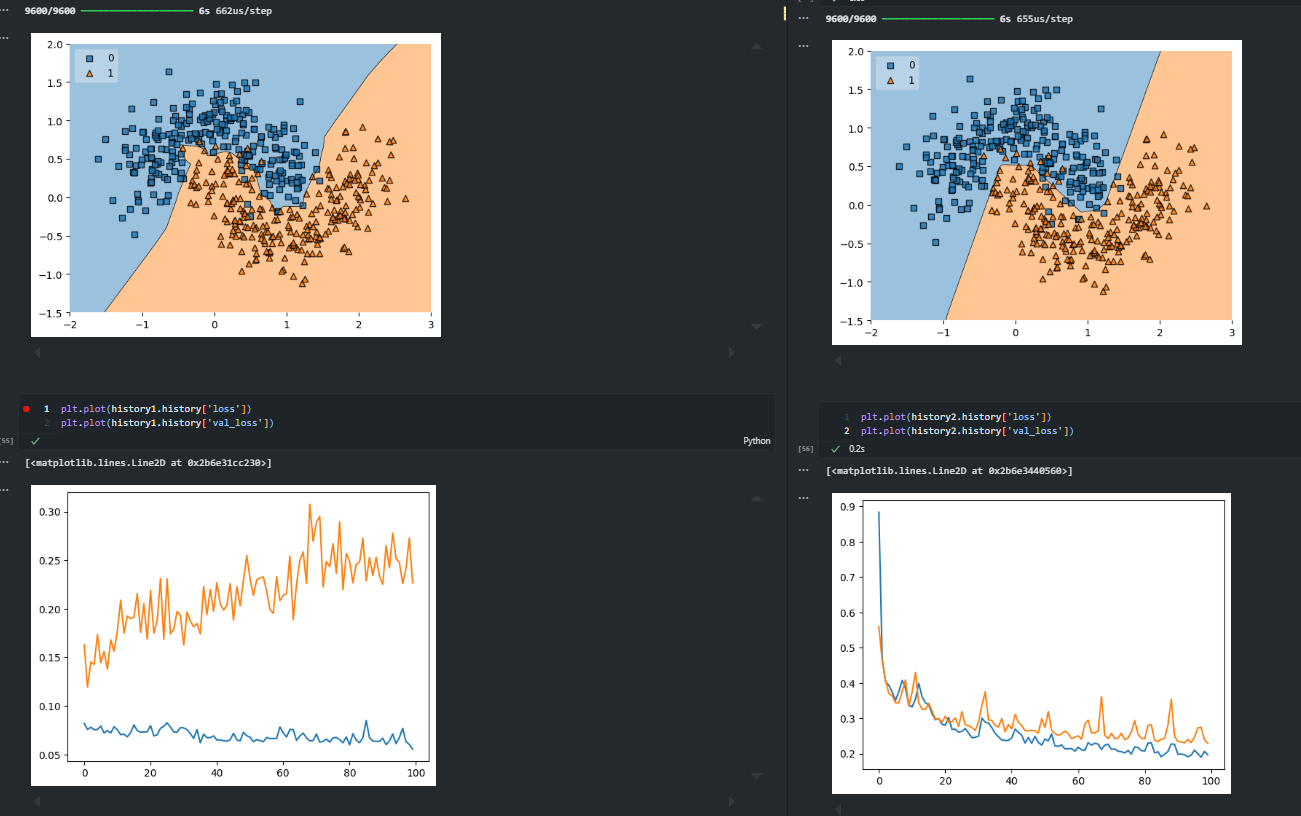 9600/9600 ━━━━━━━━━━━━━━━━━━━━ 6s 662us/step
2.0
1.5
1.0
0.5
0.0
−0.5
−1.0
−1.5
0
1
−2 −1 0 1 2 3
1 plt.plot(history1.history['loss'])
2 plt.plot(history1.history['val_loss'])
[55]
Python
[<matplotlib.lines.Line2D at 0x2b6e31cc230>]
0.30
0.25
0.20
0.15
0.10
0.05
0 20 40 60 80 100
9600/9600 ━━━━━━━━━━━━━━━━━━━━ 6s 655us/step
2.0
1.5
1.0
0.5
0.0
−0.5
−1.0
−1.5
0
1
−2 −1 0 1 2 3
1 plt.plot(history2.history['loss'])
2 plt.plot(history2.history['val_loss'])
[56] 0.2s
[<matplotlib.lines.Line2D at 0x2b6e3440560>]
0.9
0.8
0.7
0.6
0.5
0.4
0.3
0.2
0 20 40 60 80 100